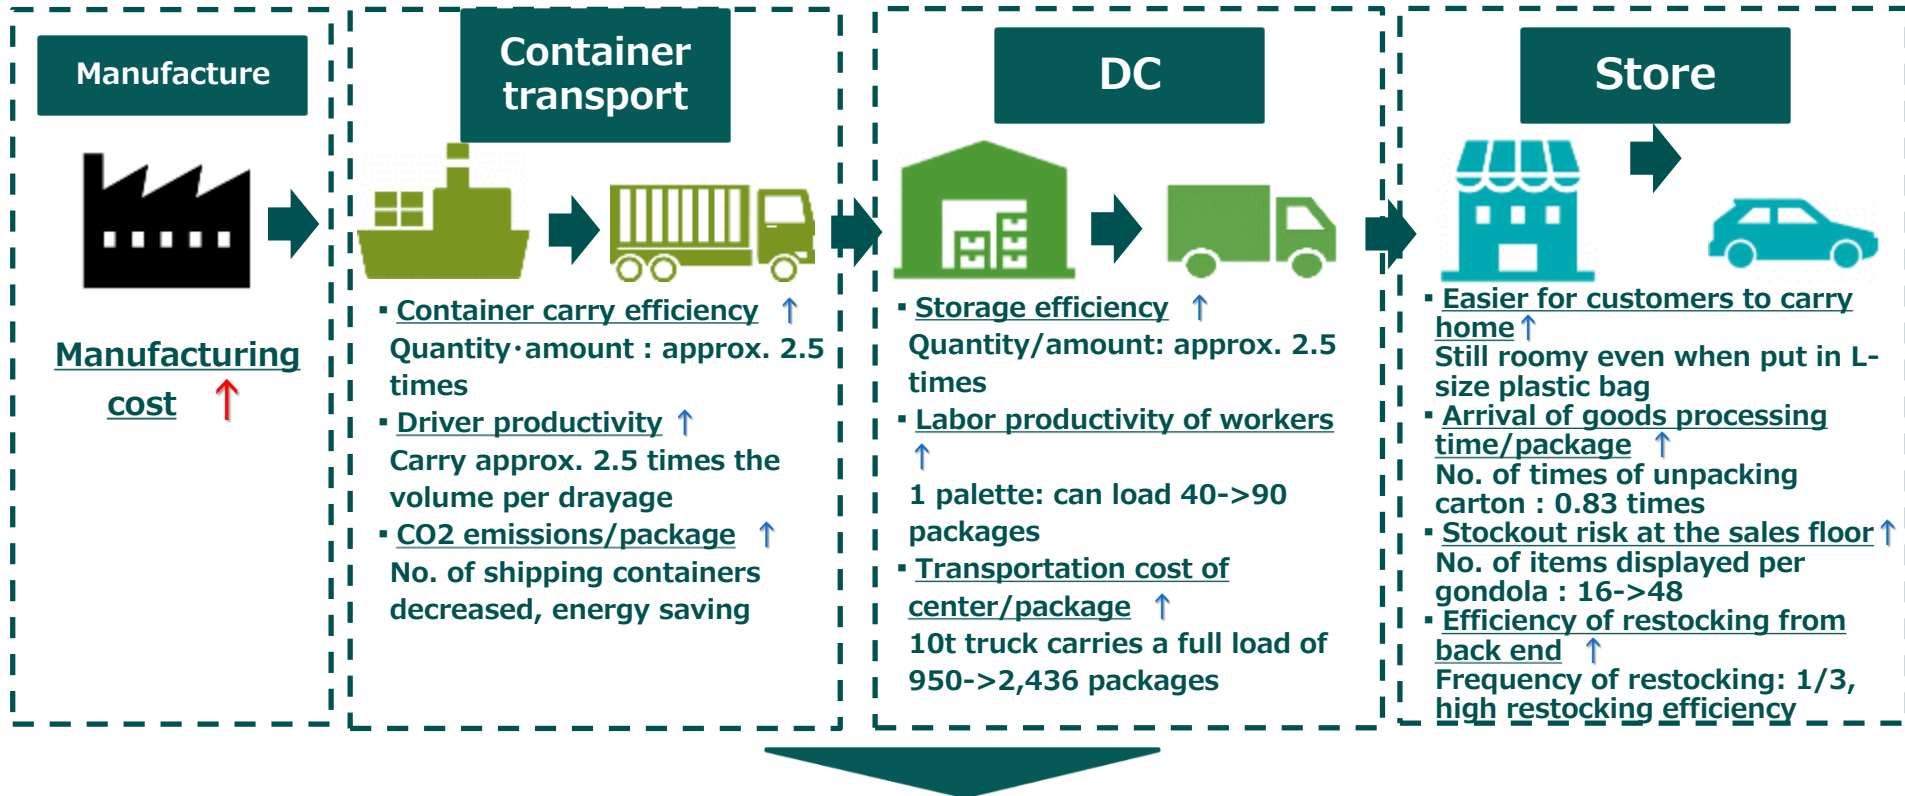 Manufacture
Manufacturing
cost ↑
Container
transport
▪ Container carry efficiency ↑
Quantity･amount : approx. 2.5
times
▪ Driver productivity ↑
Carry approx. 2.5 times the
volume per drayage
▪ CO2 emissions/package ↑
No. of shipping containers
decreased, energy saving
DC
▪ Storage efficiency ↑
Quantity/amount: approx. 2.5
times
▪ Labor productivity of workers
↑
1 palette: can load 40->90
packages
▪ Transportation cost of
center/package ↑
10t truck carries a full load of
950->2,436 packages
Store
▪ Easier for customers to carry
home↑
Still roomy even when put in L-
size plastic bag
▪ Arrival of goods processing
time/package ↑
No. of times of unpacking
carton : 0.83 times
▪ Stockout risk at the sales floor↑
No. of items displayed per
gondola : 16->48
▪ Efficiency of restocking from
back end ↑
Frequency of restocking: 1/3,
high restocking efficiency